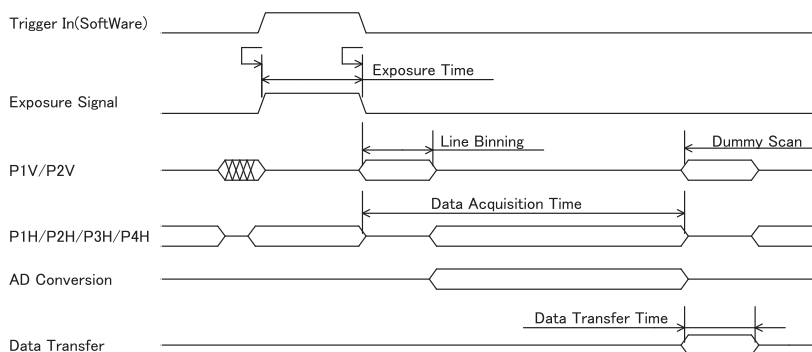 Trigger In(SoftWare)
Exposure Time
Exposure Signal
Line Binning
Dummy Scan
P1V/P2V
Data Acquisition Time
P1H/P2H/P3H/P4H
AD Conversion
Data Transfer Time
Data Transfer